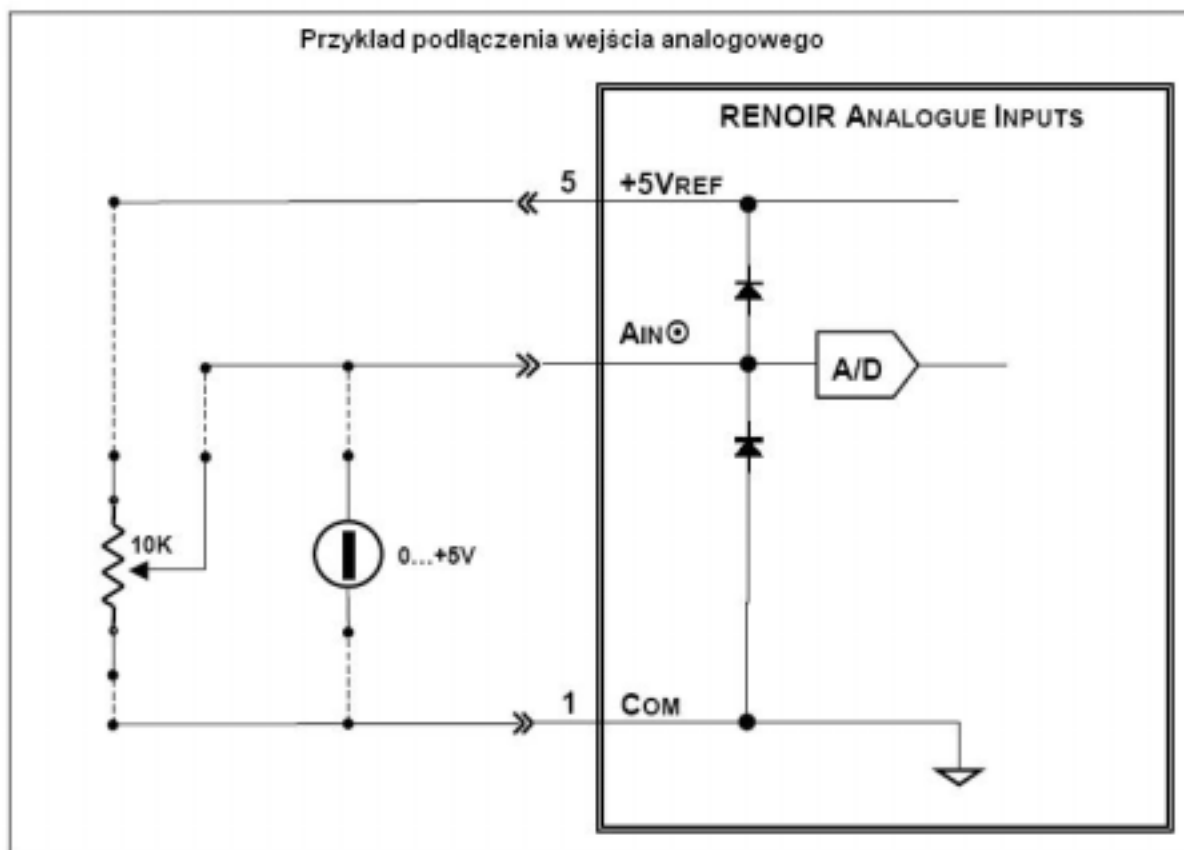 Przykład podłączenia wejścia analogowego
RENOIR ANALOGUE INPUTS
5 +5VREF
AIN⊙
A/D
10K
0...+5V
1 COM